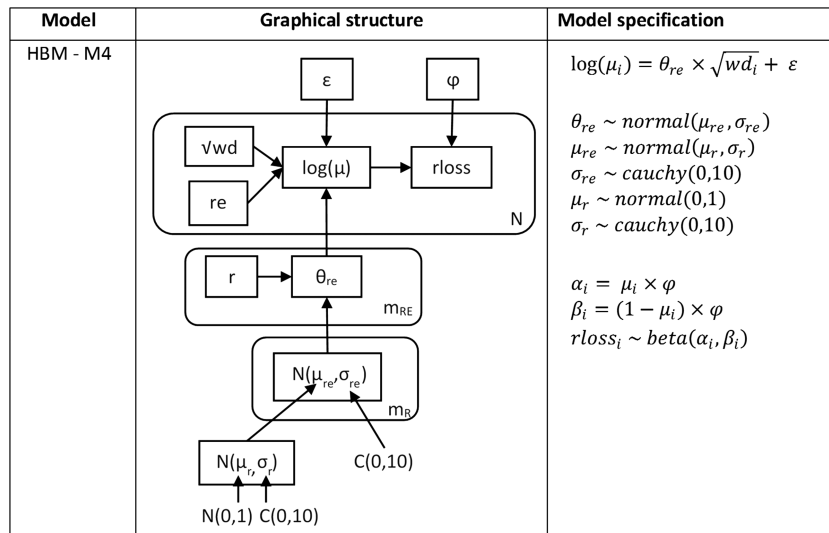 Model
Graphical structure
Model specification
HBM - M4
ε
φ
√wd
re
log(μ)
rloss
N
r
θre
mRE
N(μre,σre)
mR
N(μr,σr)
C(0,10)
N(0,1)
C(0,10)
log(μi) = θre × √wdi + ε
θre ~ normal(μre, σre)
μre ~ normal(μr, σr)
σre ~ cauchy(0,10)
μr ~ normal(0,1)
σr ~ cauchy(0,10)
αi = μi × φ
βi = (1 − μi) × φ
rlossi ~ beta(αi, βi)